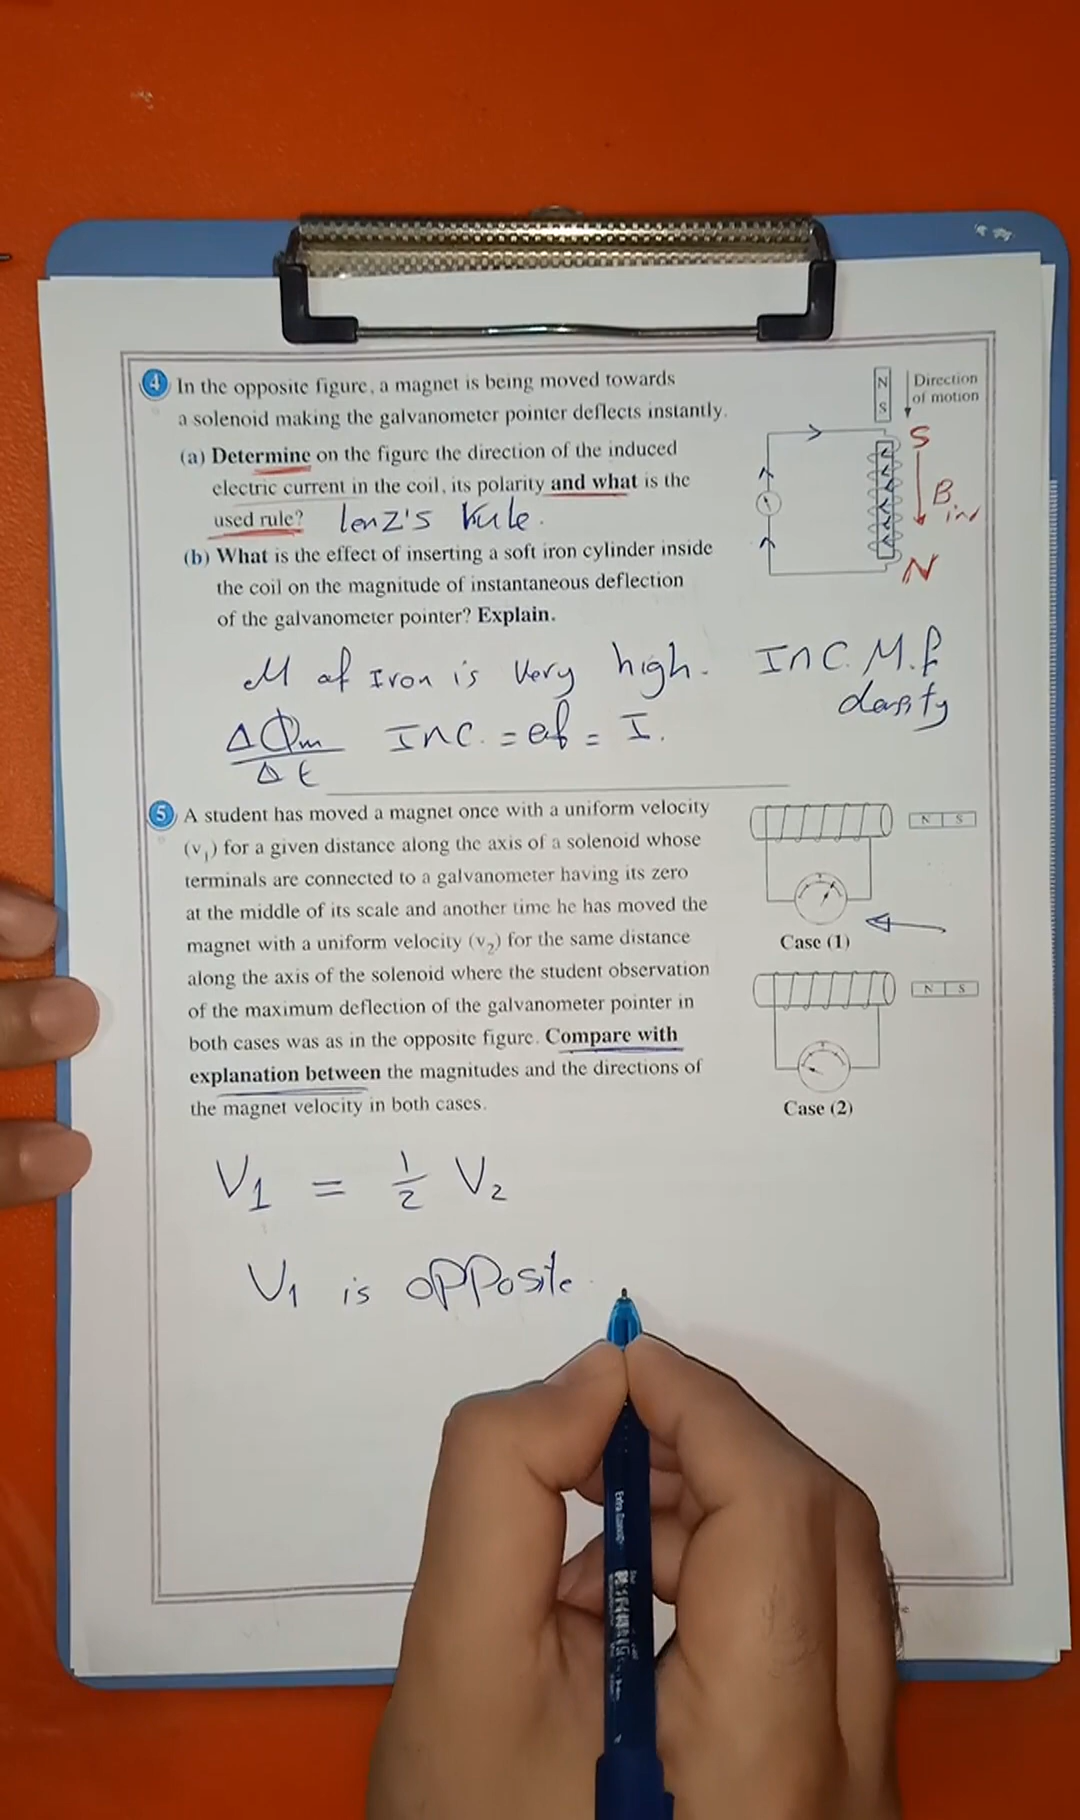 4 In the opposite figure, a magnet is being moved towards
a solenoid making the galvanometer pointer deflects instantly.
(a) Determine on the figure the direction of the induced
electric current in the coil, its polarity and what is the
used rule? lenz's Rule.
(b) What is the effect of inserting a soft iron cylinder inside
the coil on the magnitude of instantaneous deflection
of the galvanometer pointer? Explain.
N
S
Direction
of motion
S
B ind
N
M of Iron is Very high. Inc. M.f
density
ΔΦm
Δt
Inc. = emf = I.
5 A student has moved a magnet once with a uniform velocity
(v₁) for a given distance along the axis of a solenoid whose
terminals are connected to a galvanometer having its zero
at the middle of its scale and another time he has moved the
magnet with a uniform velocity (v₂) for the same distance
along the axis of the solenoid where the student observation
of the maximum deflection of the galvanometer pointer in
both cases was as in the opposite figure. Compare with
explanation between the magnitudes and the directions of
the magnet velocity in both cases.
N S
Case (1)
N S
Case (2)
V₁ = 1/2 V₂
V₁ is opposite